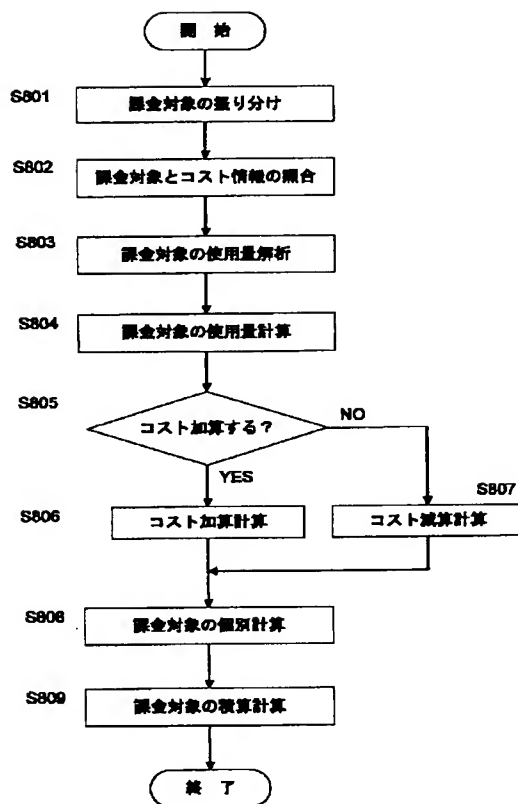 開 始
S801
課金対象の振り分け
S802
課金対象とコスト情報の照合
S803
課金対象の使用量解析
S804
課金対象の使用量計算
S805
コスト加算する？
NO
YES
S806
コスト加算計算
S807
コスト減算計算
S808
課金対象の個別計算
S809
課金対象の積算計算
終 了